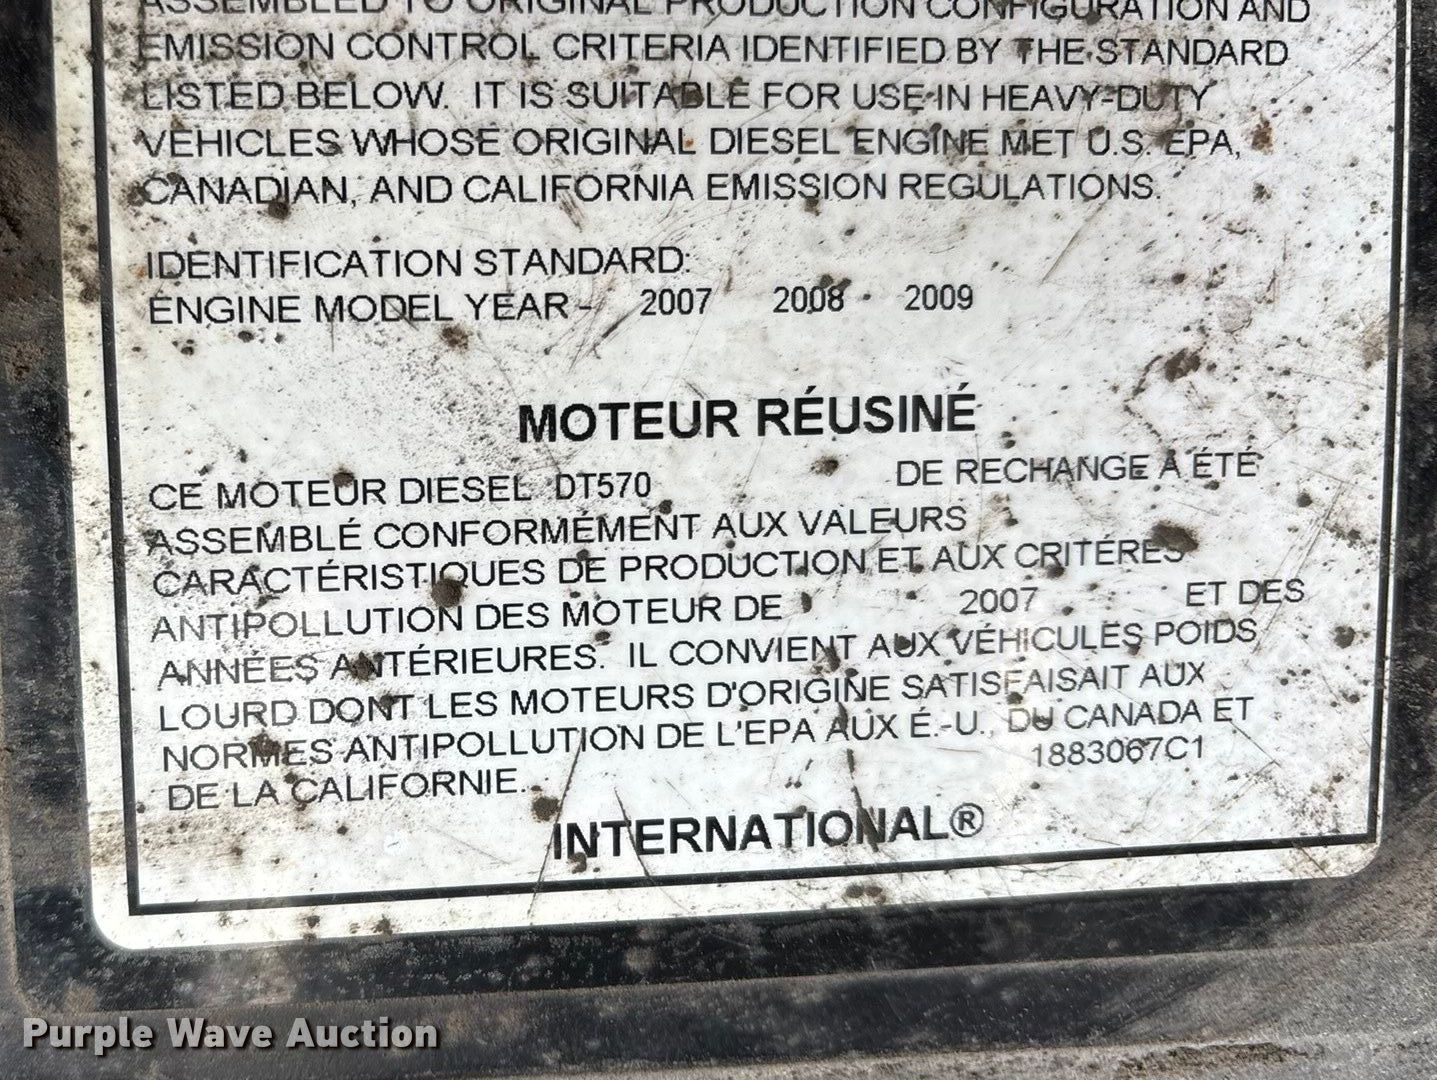 ASSEMBLED TO ORIGINAL PRODUCTION CONFIGURATION AND
EMISSION CONTROL CRITERIA IDENTIFIED BY THE STANDARD
LISTED BELOW. IT IS SUITABLE FOR USE IN HEAVY-DUTY
VEHICLES WHOSE ORIGINAL DIESEL ENGINE MET U.S. EPA,
CANADIAN, AND CALIFORNIA EMISSION REGULATIONS.
IDENTIFICATION STANDARD:
ENGINE MODEL YEAR - 2007 2008 2009
MOTEUR RÉUSINÉ
CE MOTEUR DIESEL DT570 DE RECHANGE A ÉTÉ
ASSEMBLÉ CONFORMÉMENT AUX VALEURS
CARACTÉRISTIQUES DE PRODUCTION ET AUX CRITÉRES
ANTIPOLLUTION DES MOTEUR DE 2007 ET DES
ANNÉES ANTÉRIEURES. IL CONVIENT AUX VÉHICULES POIDS
LOURD DONT LES MOTEURS D'ORIGINE SATISFAISAIT AUX
NORMES ANTIPOLLUTION DE L'EPA AUX É.-U., DU CANADA ET
DE LA CALIFORNIE. 1883067C1
INTERNATIONAL®
Purple Wave Auction